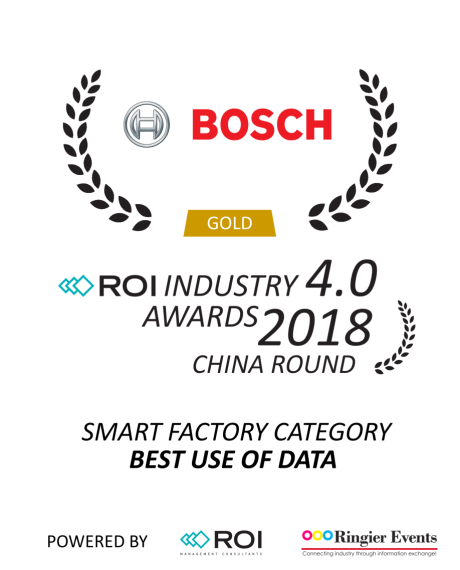 BOSCH
GOLD
ROI INDUSTRY 4.0
AWARDS 2018
CHINA ROUND
SMART FACTORY CATEGORY
BEST USE OF DATA
POWERED BY
ROI
MANAGEMENT CONSULTANTS
Ringier Events
Connecting industry through information exchange!